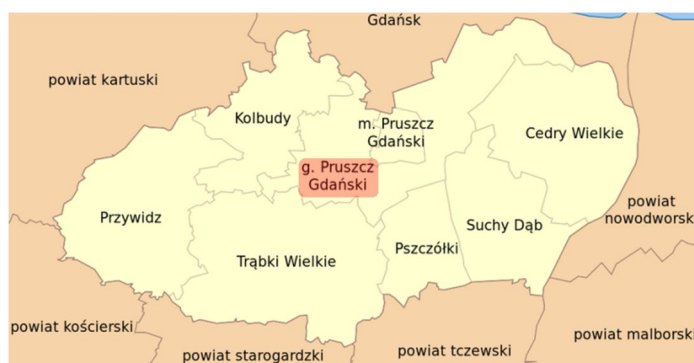 Gdańsk
powiat kartuski
Kolbudy
m. Pruszcz
Gdański
Cedry Wielkie
g. Pruszcz
Gdański
Przywidz
powiat
nowodworsk
Suchy Dąb
Pszczółki
Trąbki Wielkie
powiat kościerski
powiat starogardzki
powiat tczewski
powiat malborski